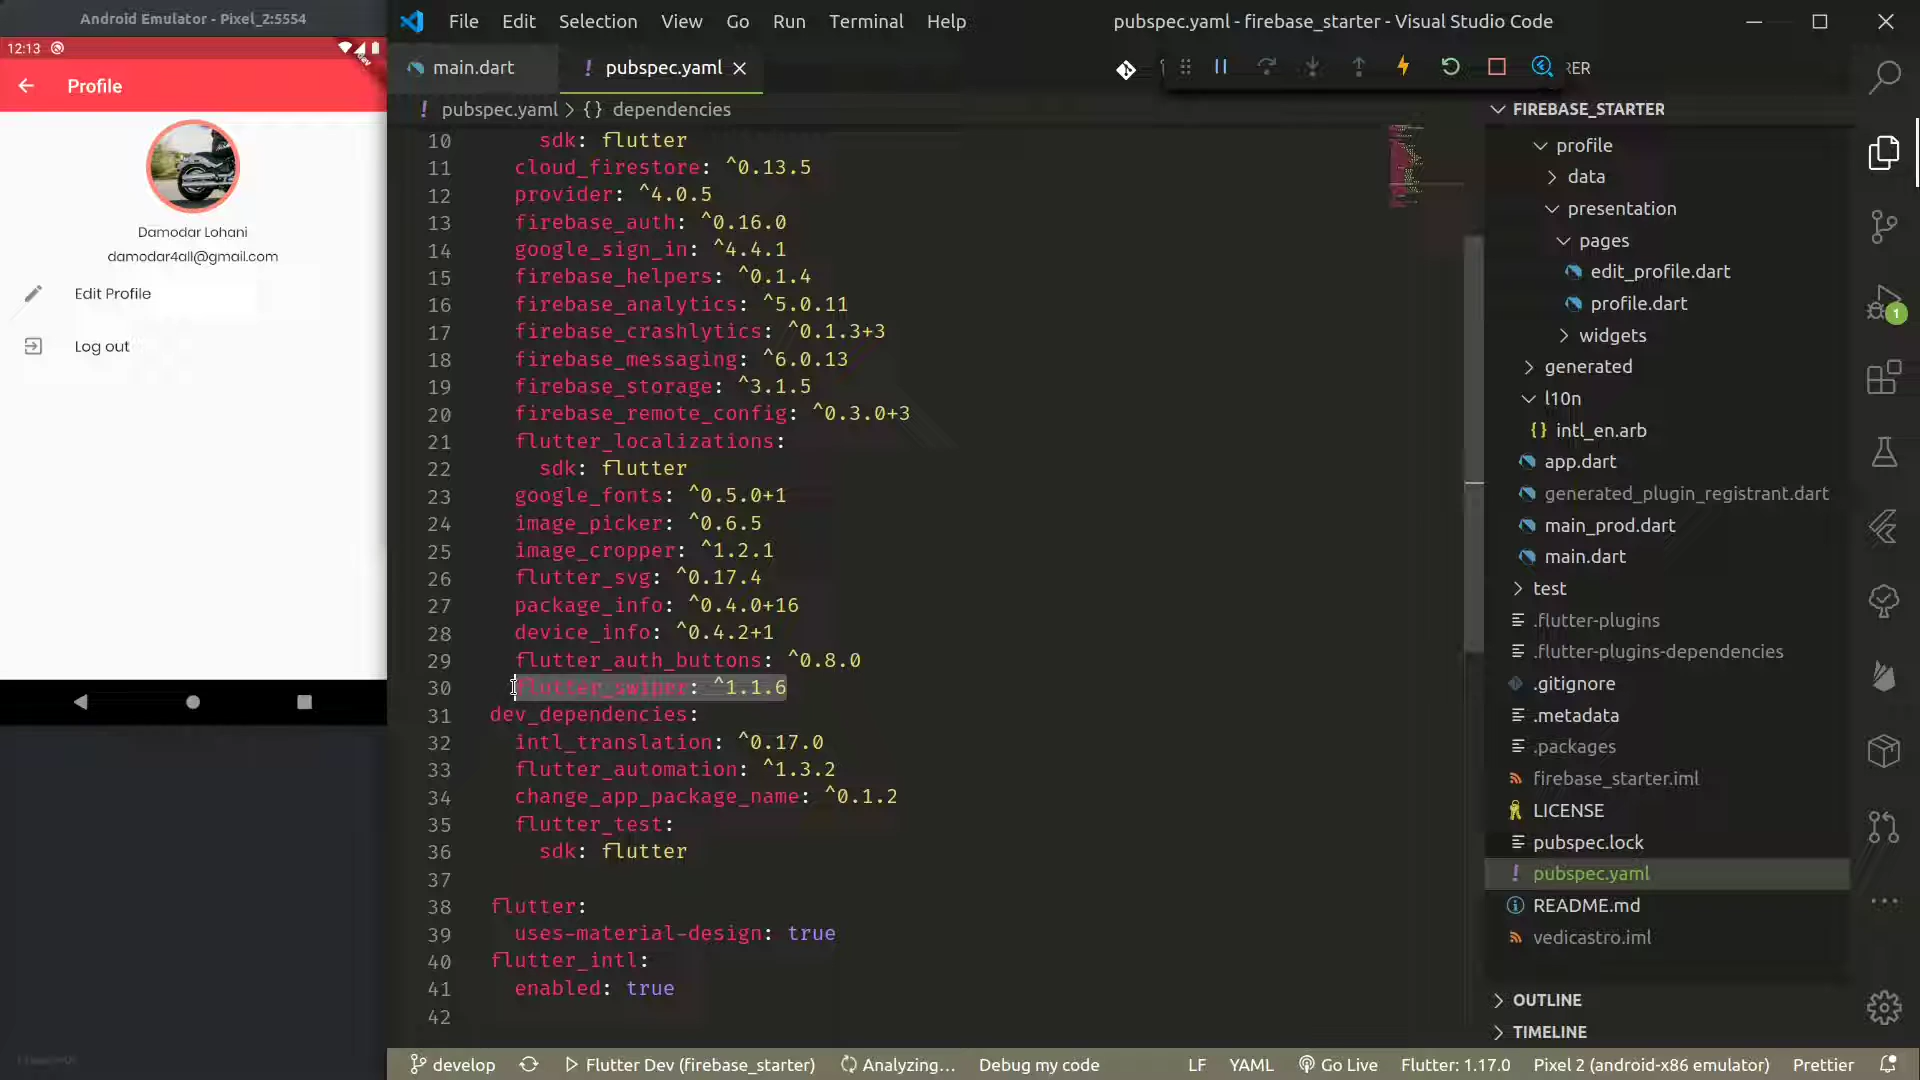 Android Emulator - Pixel_2:5554
12:13
dev
Profile
Damodar Lohani
damodar4all@gmail.com
Edit Profile
Log out
File Edit Selection View Go Run Terminal Help
pubspec.yaml - firebase_starter - Visual Studio Code
main.dart
! pubspec.yaml
RER
! pubspec.yaml > {} dependencies
10 sdk: flutter
11 cloud_firestore: ^0.13.5
12 provider: ^4.0.5
13 firebase_auth: ^0.16.0
14 google_sign_in: ^4.4.1
15 firebase_helpers: ^0.1.4
16 firebase_analytics: ^5.0.11
17 firebase_crashlytics: ^0.1.3+3
18 firebase_messaging: ^6.0.13
19 firebase_storage: ^3.1.5
20 firebase_remote_config: ^0.3.0+3
21 flutter_localizations:
22 sdk: flutter
23 google_fonts: ^0.5.0+1
24 image_picker: ^0.6.5
25 image_cropper: ^1.2.1
26 flutter_svg: ^0.17.4
27 package_info: ^0.4.0+16
28 device_info: ^0.4.2+1
29 flutter_auth_buttons: ^0.8.0
30 flutter_swiper: ^1.1.6
31 dev_dependencies:
32 intl_translation: ^0.17.0
33 flutter_automation: ^1.3.2
34 change_app_package_name: ^0.1.2
35 flutter_test:
36 sdk: flutter
37
38 flutter:
39 uses-material-design: true
40 flutter_intl:
41 enabled: true
42
FIREBASE_STARTER
profile
data
presentation
pages
edit_profile.dart
profile.dart
widgets
generated
l10n
{} intl_en.arb
app.dart
generated_plugin_registrant.dart
main_prod.dart
main.dart
test
.flutter-plugins
.flutter-plugins-dependencies
.gitignore
.metadata
.packages
firebase_starter.iml
LICENSE
pubspec.lock
! pubspec.yaml
README.md
vedicastro.iml
OUTLINE
TIMELINE
1
develop
Flutter Dev (firebase_starter)
Analyzing...
Debug my code
LF
YAML
Go Live
Flutter: 1.17.0
Pixel 2 (android-x86 emulator)
Prettier